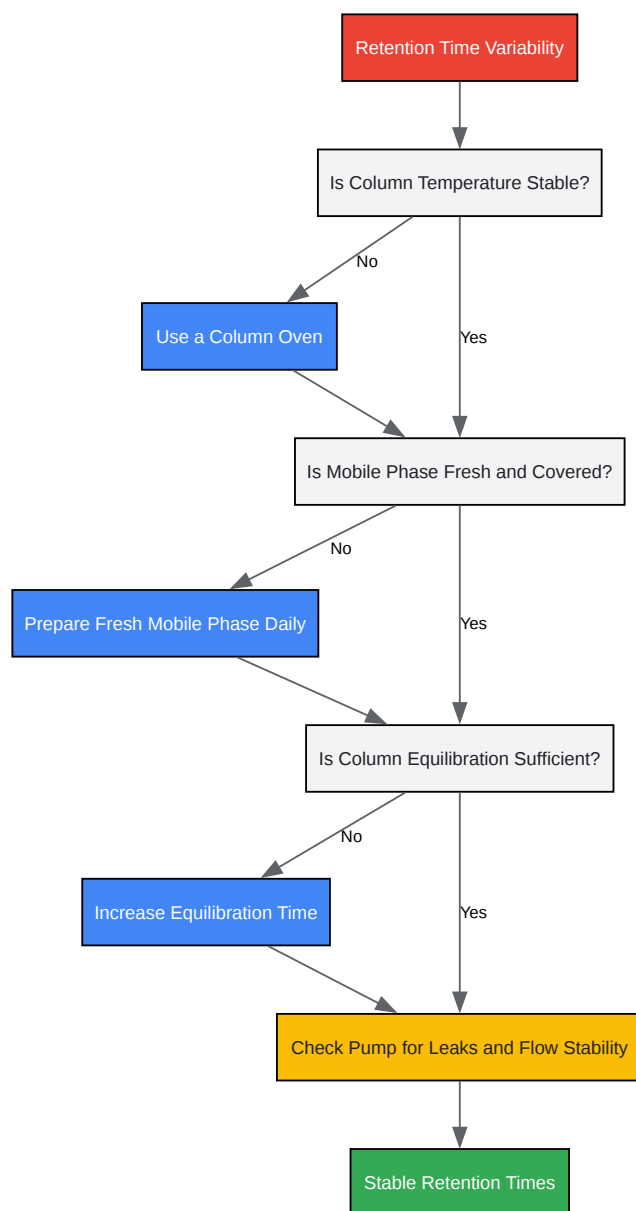 Retention Time Variability
Is Column Temperature Stable?
No
Use a Column Oven
Yes
Is Mobile Phase Fresh and Covered?
No
Prepare Fresh Mobile Phase Daily
Yes
Is Column Equilibration Sufficient?
No
Increase Equilibration Time
Yes
Check Pump for Leaks and Flow Stability
Stable Retention Times